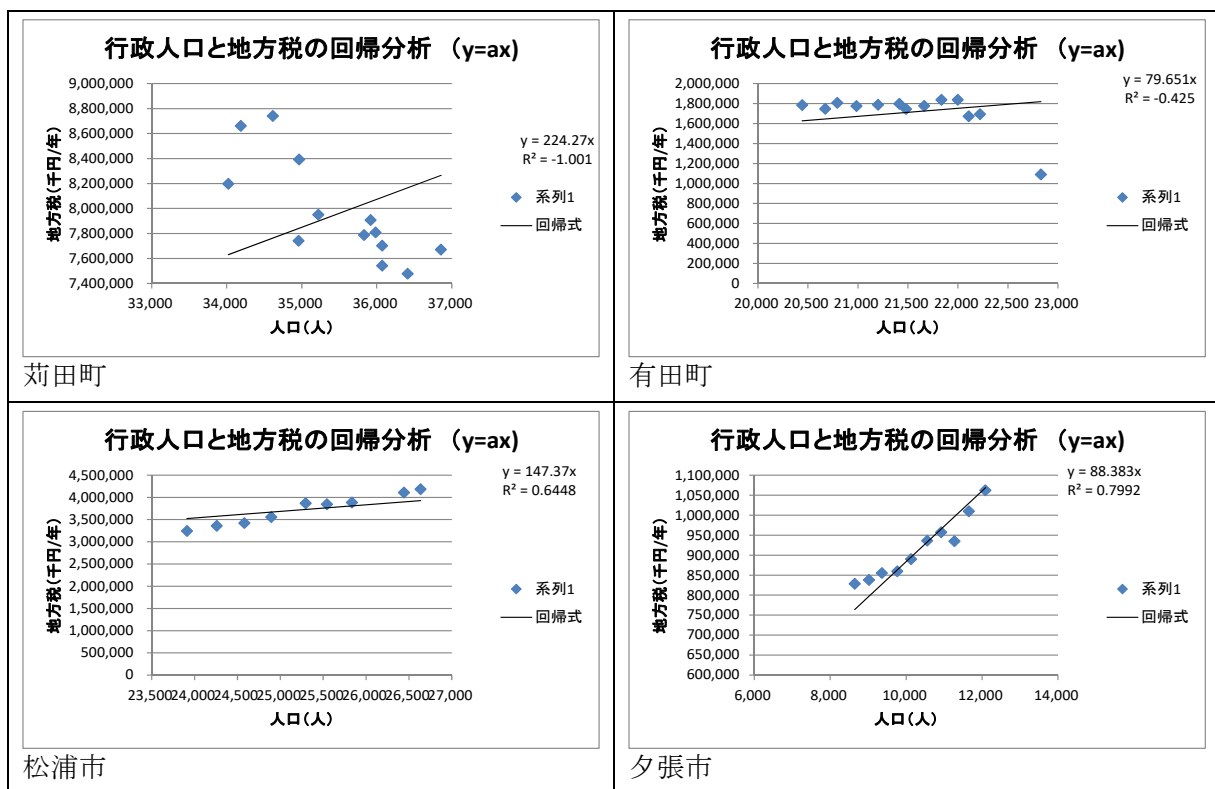 行政人口と地方税の回帰分析 （y=ax)
y = 224.27x
R² = -1.001
地方税(千円/年)
9,000,000
8,800,000
8,600,000
8,400,000
8,200,000
8,000,000
7,800,000
7,600,000
7,400,000
33,000 34,000 35,000 36,000 37,000
人口(人)
系列1
回帰式
苅田町
行政人口と地方税の回帰分析 （y=ax)
y = 79.651x
R² = -0.425
地方税(千円/年)
2,000,000
1,800,000
1,600,000
1,400,000
1,200,000
1,000,000
800,000
600,000
400,000
200,000
0
20,000 20,500 21,000 21,500 22,000 22,500 23,000
人口(人)
系列1
回帰式
有田町
行政人口と地方税の回帰分析 （y=ax)
y = 147.37x
R² = 0.6448
地方税(千円/年)
4,500,000
4,000,000
3,500,000
3,000,000
2,500,000
2,000,000
1,500,000
1,000,000
500,000
0
23,500 24,000 24,500 25,000 25,500 26,000 26,500 27,000
人口(人)
系列1
回帰式
松浦市
行政人口と地方税の回帰分析 （y=ax)
y = 88.383x
R² = 0.7992
地方税(千円/年)
1,100,000
1,050,000
1,000,000
950,000
900,000
850,000
800,000
750,000
700,000
650,000
600,000
6,000 8,000 10,000 12,000 14,000
人口(人)
系列1
回帰式
夕張市